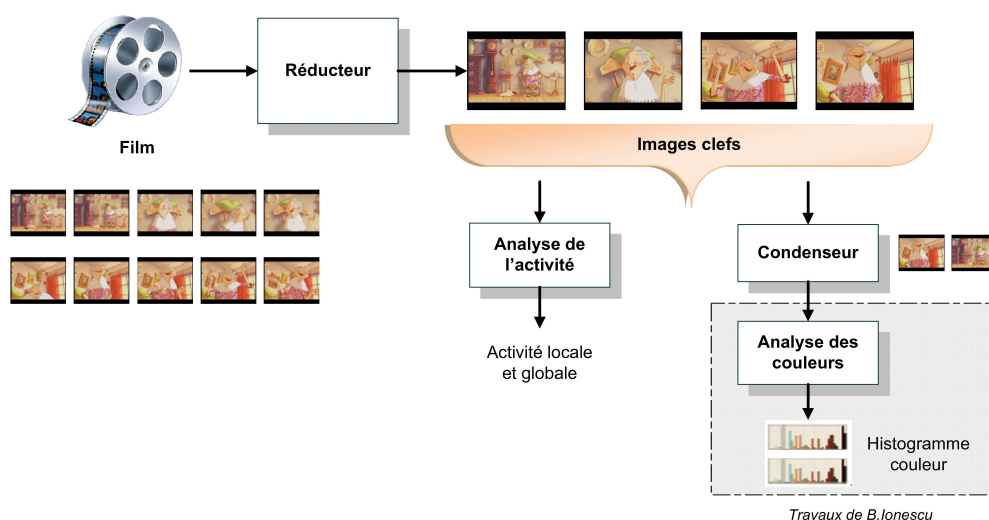 Réducteur
Film
Images clefs
Analyse de
l’activité
Condenseur
Activité locale
et globale
Analyse des
couleurs
Histogramme
couleur
Travaux de B.Ionescu